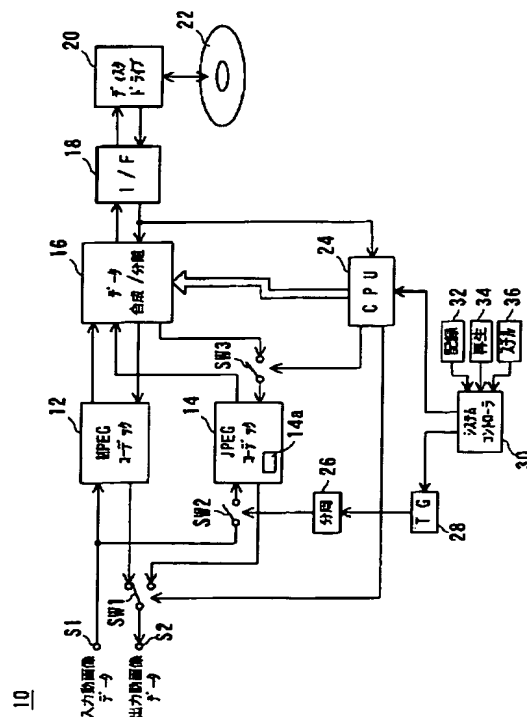 10
入力動画像
データ
S1
出力動画像
データ
S2
SW1
12
MPEG
コーデック
14
JPEG
コーデック
14a
SW2
SW3
16
データ
合成/分離
18
I/F
20
ディスク
ドライブ
22
24
CPU
26
分周
28
TG
30
システム
コントローラ
32
記録
34
再生
36
スチル